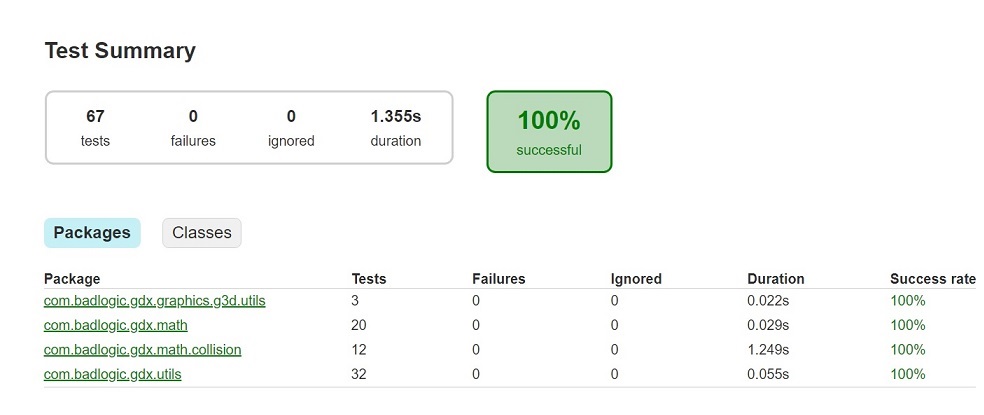 Test Summary
67 0 0 1.355s
tests failures ignored duration
100%
successful
Packages Classes
Package Tests Failures Ignored Duration Success rate
com.badlogic.gdx.graphics.g3d.utils 3 0 0 0.022s 100%
com.badlogic.gdx.math 20 0 0 0.029s 100%
com.badlogic.gdx.math.collision 12 0 0 1.249s 100%
com.badlogic.gdx.utils 32 0 0 0.055s 100%